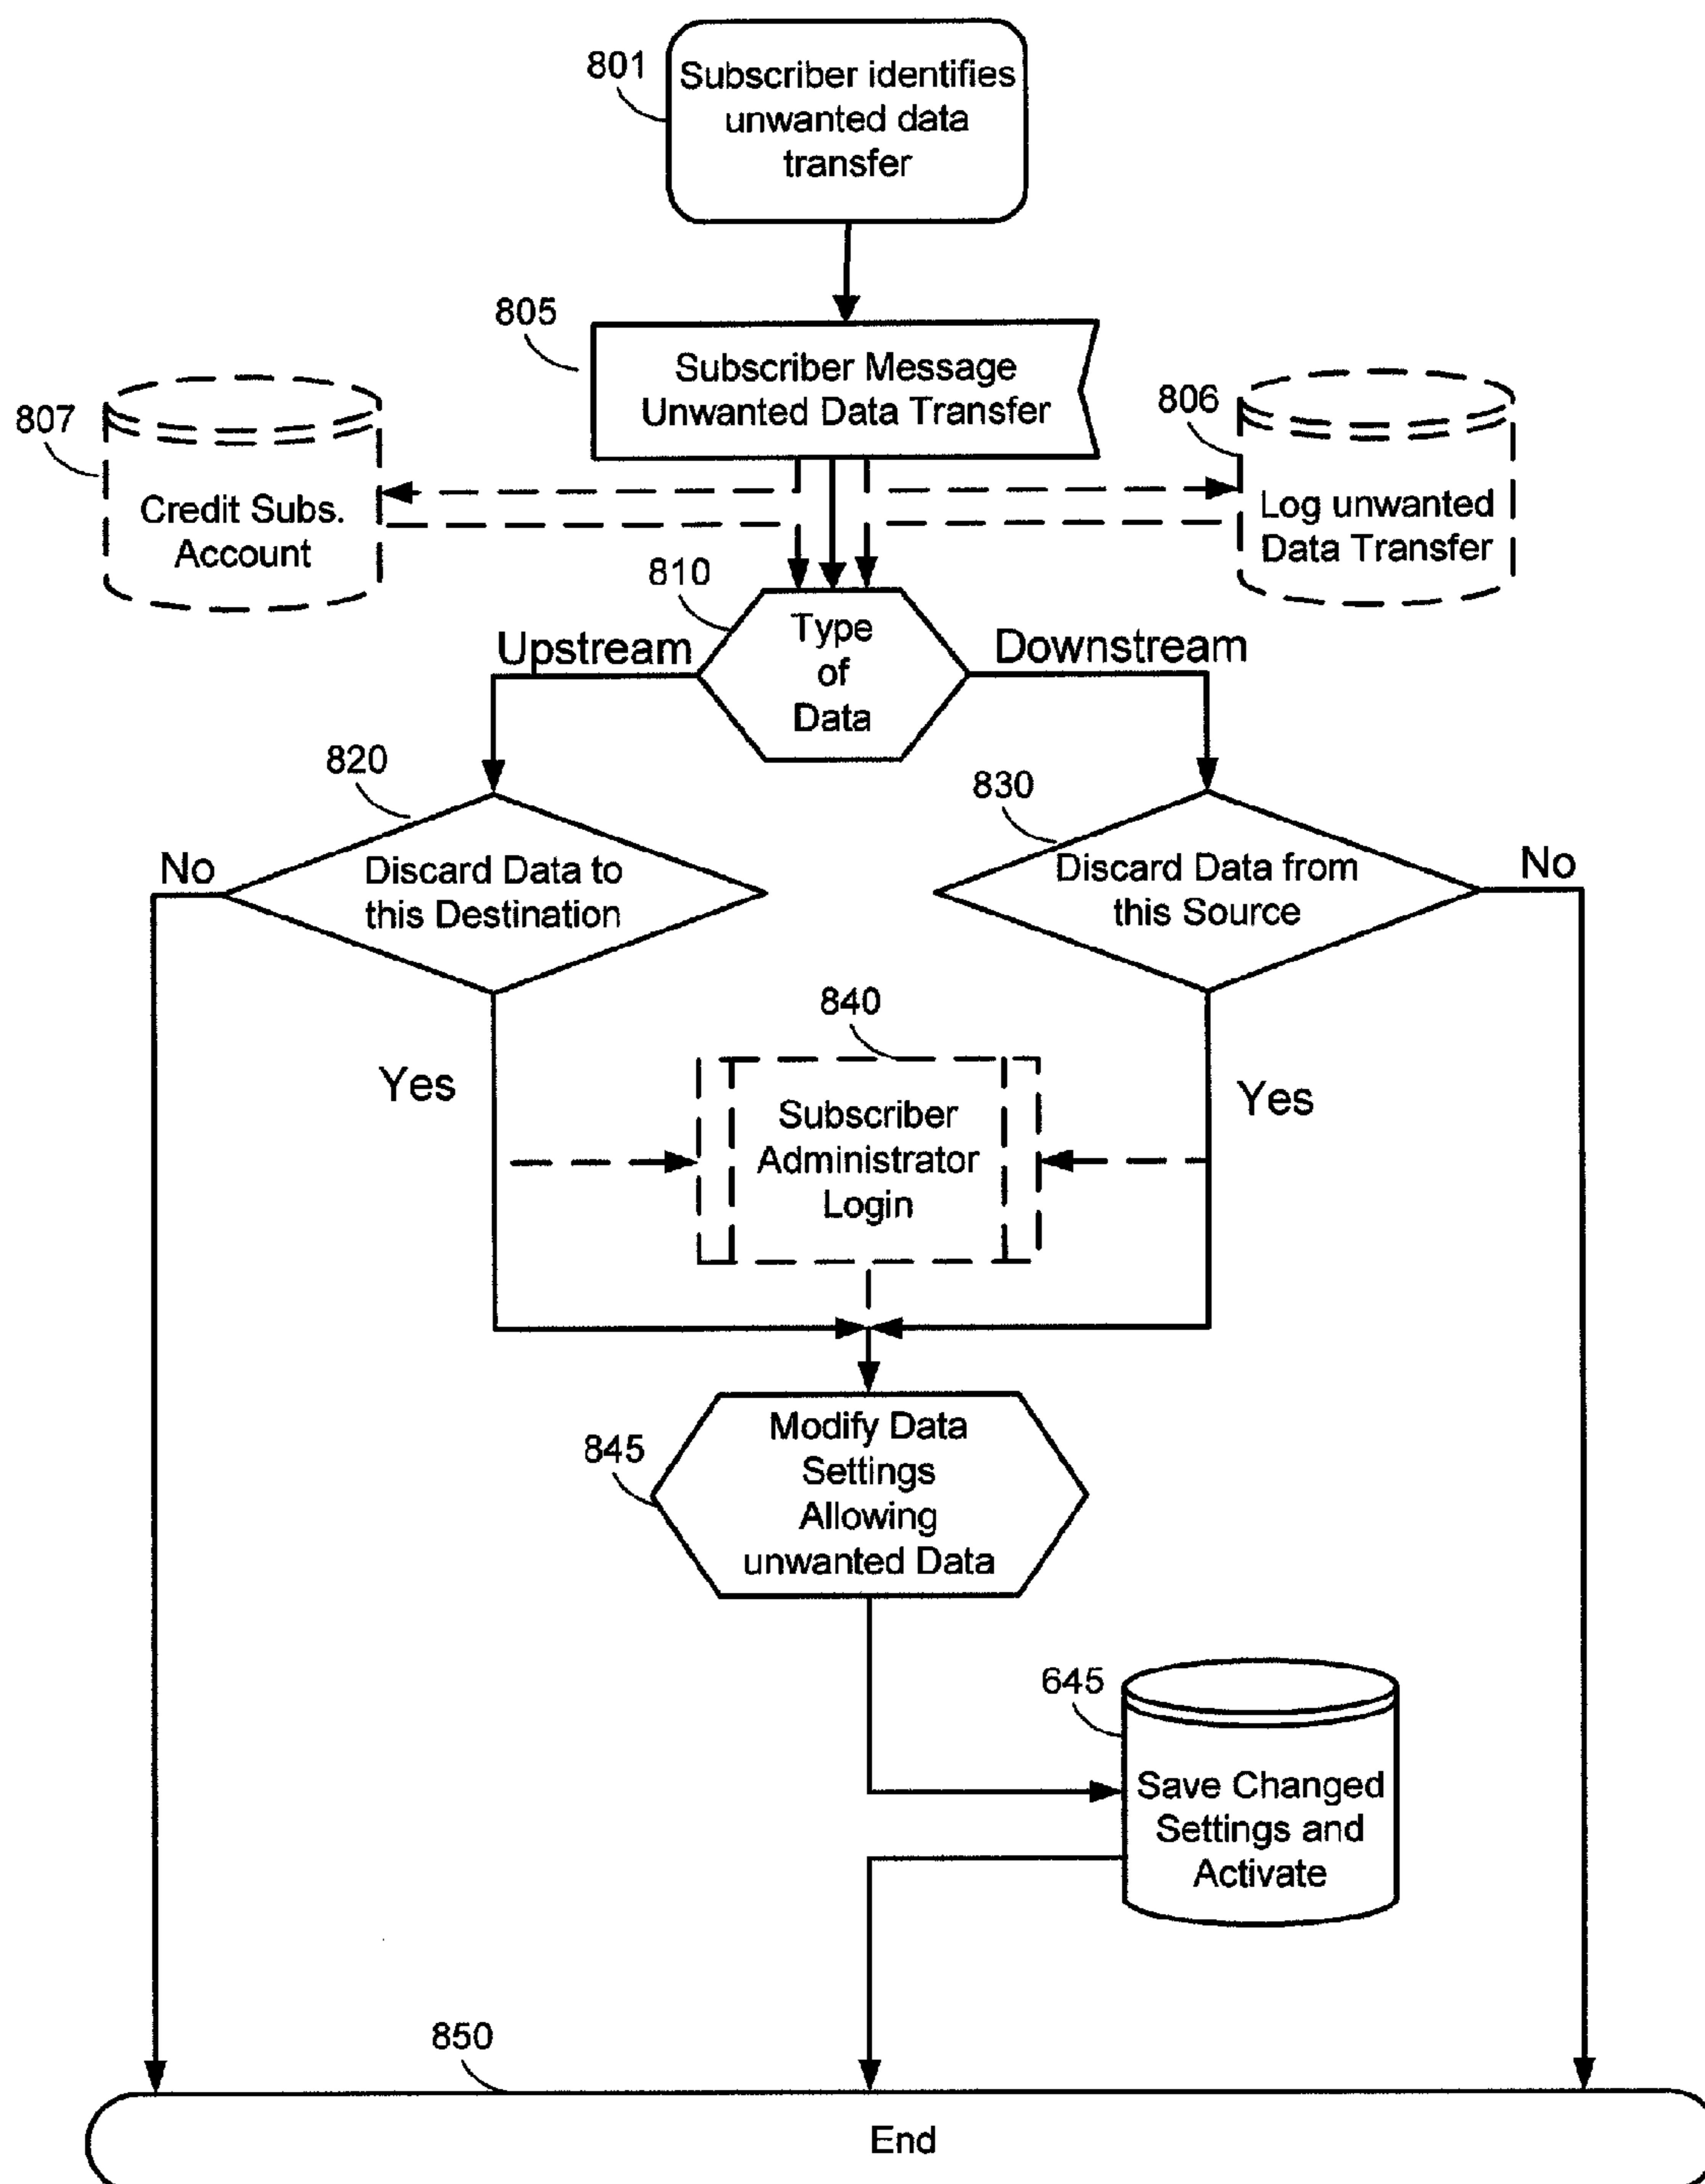 801
Subscriber identifies
unwanted data
transfer
805
Subscriber Message
Unwanted Data Transfer
807
Credit Subs.
Account
806
Log unwanted
Data Transfer
810
Type
of
Data
Upstream
Downstream
820
Discard Data to
this Destination
No
Yes
830
Discard Data from
this Source
No
Yes
840
Subscriber
Administrator
Login
845
Modify Data
Settings
Allowing
unwanted Data
645
Save Changed
Settings and
Activate
850
End